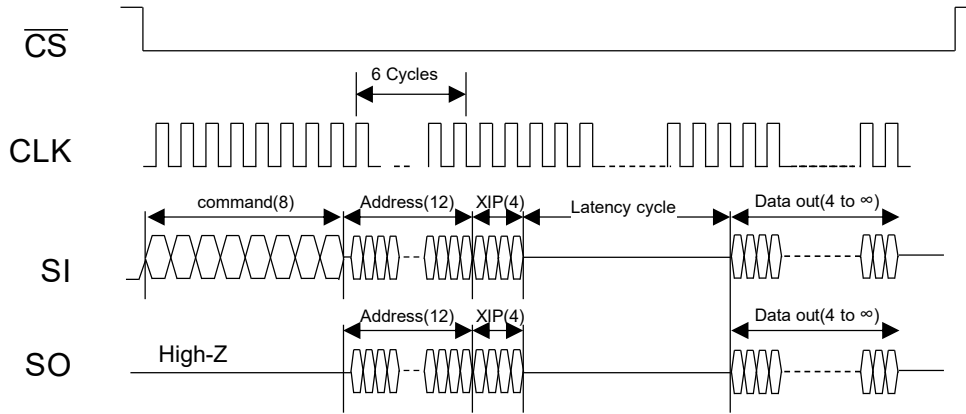 CS
6 Cycles
CLK
command(8) Address(12) XIP(4) Latency cycle Data out(4 to ∞)
SI
Address(12) XIP(4) Data out(4 to ∞)
High-Z
SO